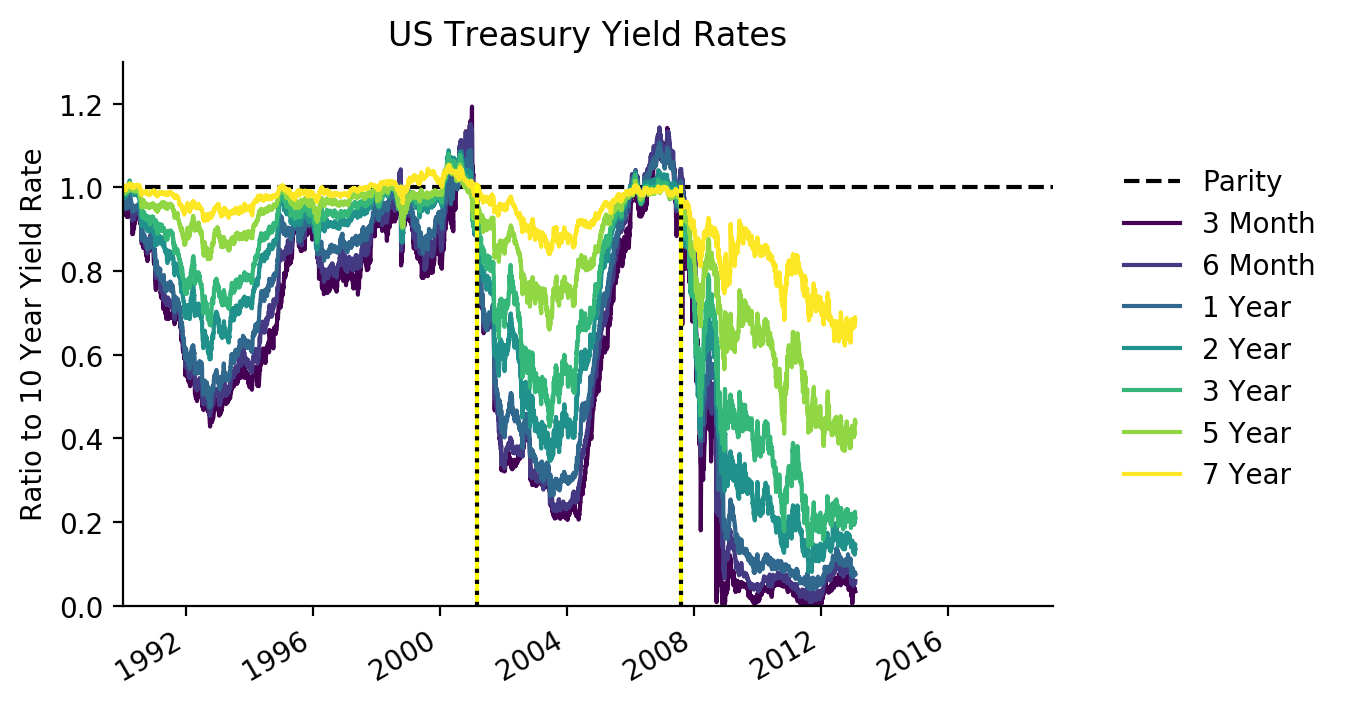 US Treasury Yield Rates
Ratio to 10 Year Yield Rate
1.2
1.0
0.8
0.6
0.4
0.2
0.0
1992
1996
2000
2004
2008
2012
2016
Parity
3 Month
6 Month
1 Year
2 Year
3 Year
5 Year
7 Year